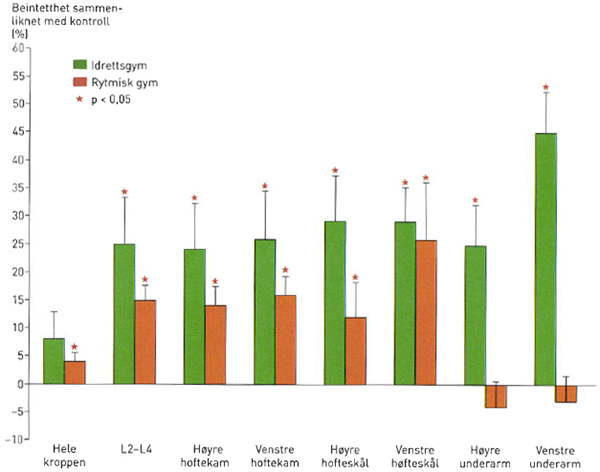 Beintetthet sammen-
liknet med kontroll
(%)
60
55
50
45
40
35
30
25
20
15
10
5
0
-5
-10
Idrettsgym
Rytmisk gym
★ p < 0,05
Hele
kroppen
L2-L4
Høyre
hoftekam
Venstre
hoftekam
Høyre
hofteskål
Venstre
høfteskål
Høyre
underarm
Venstre
underarm